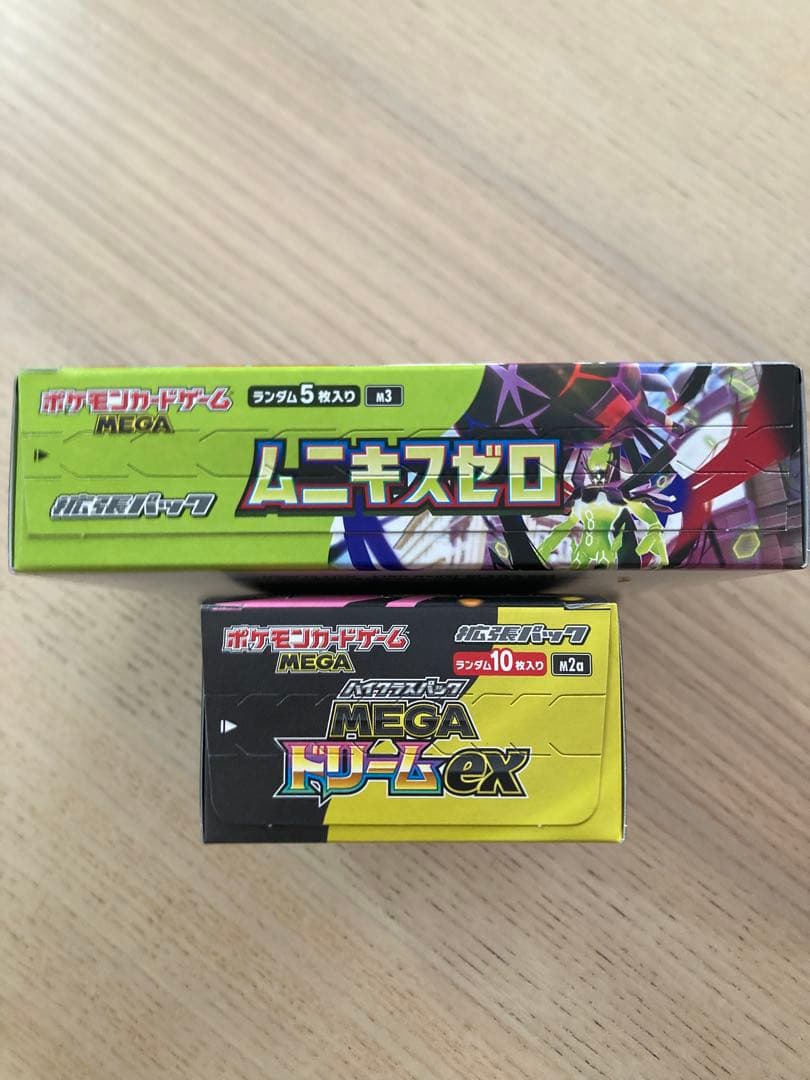 ポケモンカードゲーム
MEGA
ランダム5枚入り M3
ムニキスゼロ
拡張パック
ポケモンカードゲーム
MEGA
拡張パック
ランダム10枚入り M2a
ハイクラスパック
MEGA
ドリームex